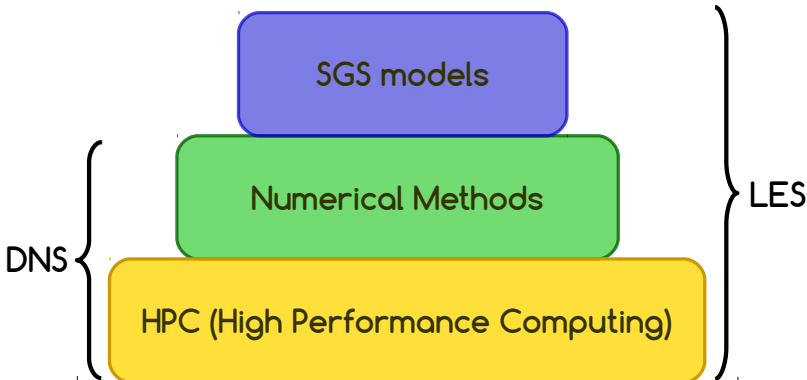 SGS models
Numerical Methods
LES
DNS
HPC (High Performance Computing)